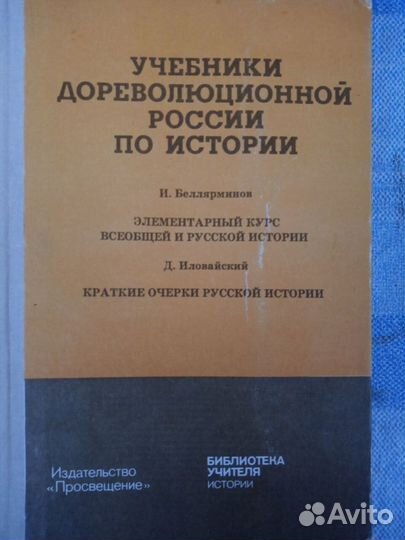 УЧЕБНИКИ
ДОРЕВОЛЮЦИОННОЙ
РОССИИ
ПО ИСТОРИИ
И. Беллярминов
ЭЛЕМЕНТАРНЫЙ КУРС
ВСЕОБЩЕЙ И РУССКОЙ ИСТОРИИ
Д. Иловайский
КРАТКИЕ ОЧЕРКИ РУССКОЙ ИСТОРИИ
Издательство
«Просвещение»
БИБЛИОТЕКА
УЧИТЕЛЯ
ИСТОРИИ
Avito